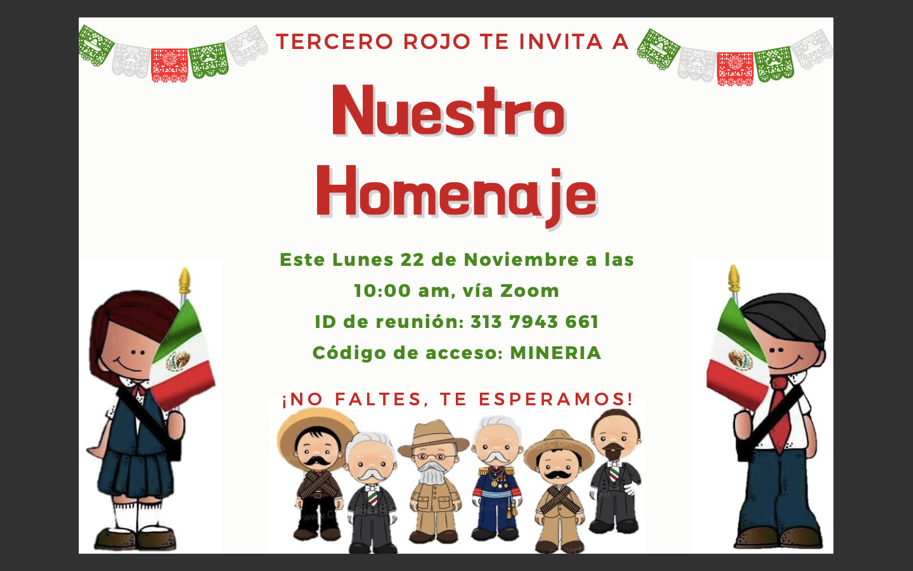 TERCERO ROJO TE INVITA A
Nuestro
Homenaje
Este Lunes 22 de Noviembre a las
10:00 am, vía Zoom
ID de reunión: 313 7943 661
Código de acceso: MINERIA
¡NO FALTES, TE ESPERAMOS!